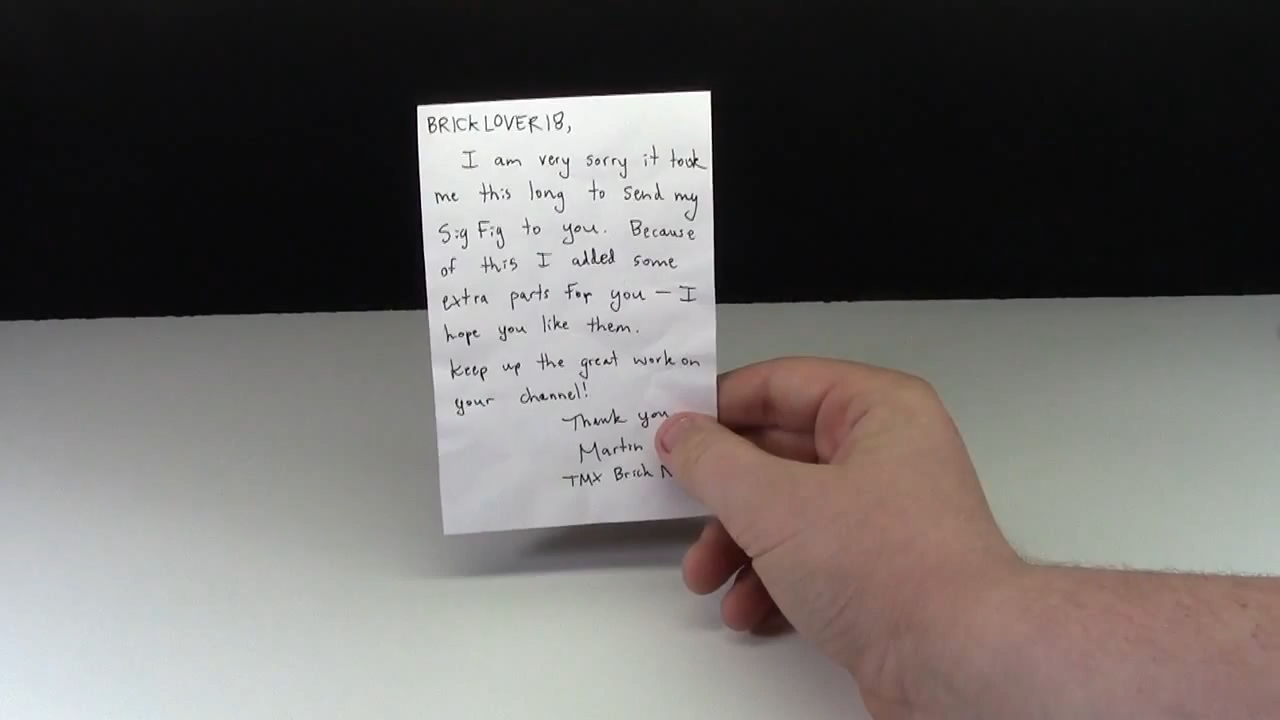 BRICKLOVER18,
I am very sorry it took
me this long to send my
Sig Fig to you. Because
of this I added some
extra parts for you — I
hope you like them.
keep up the great work on
your channel!
Thank you
Martin
TMX Brick